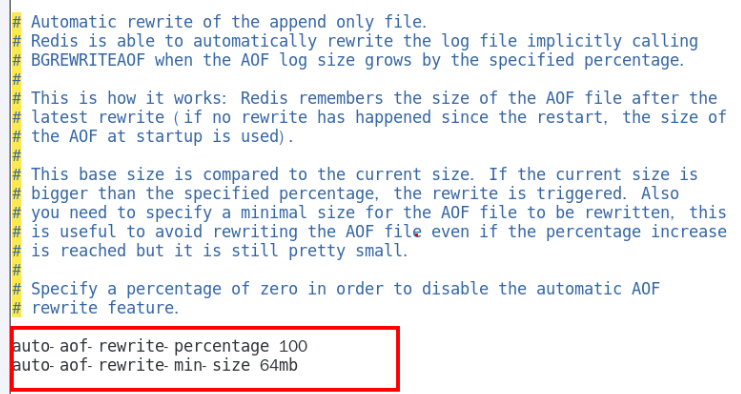 # Automatic rewrite of the append only file.
# Redis is able to automatically rewrite the log file implicitly calling
# BGREWRITEAOF when the AOF log size grows by the specified percentage.
#
# This is how it works: Redis remembers the size of the AOF file after the
# latest rewrite (if no rewrite has happened since the restart, the size of
# the AOF at startup is used).
#
# This base size is compared to the current size. If the current size is
# bigger than the specified percentage, the rewrite is triggered. Also
# you need to specify a minimal size for the AOF file to be rewritten, this
# is useful to avoid rewriting the AOF file even if the percentage increase
# is reached but it is still pretty small.
#
# Specify a percentage of zero in order to disable the automatic AOF
# rewrite feature.
auto-aof-rewrite-percentage 100
auto-aof-rewrite-min-size 64mb